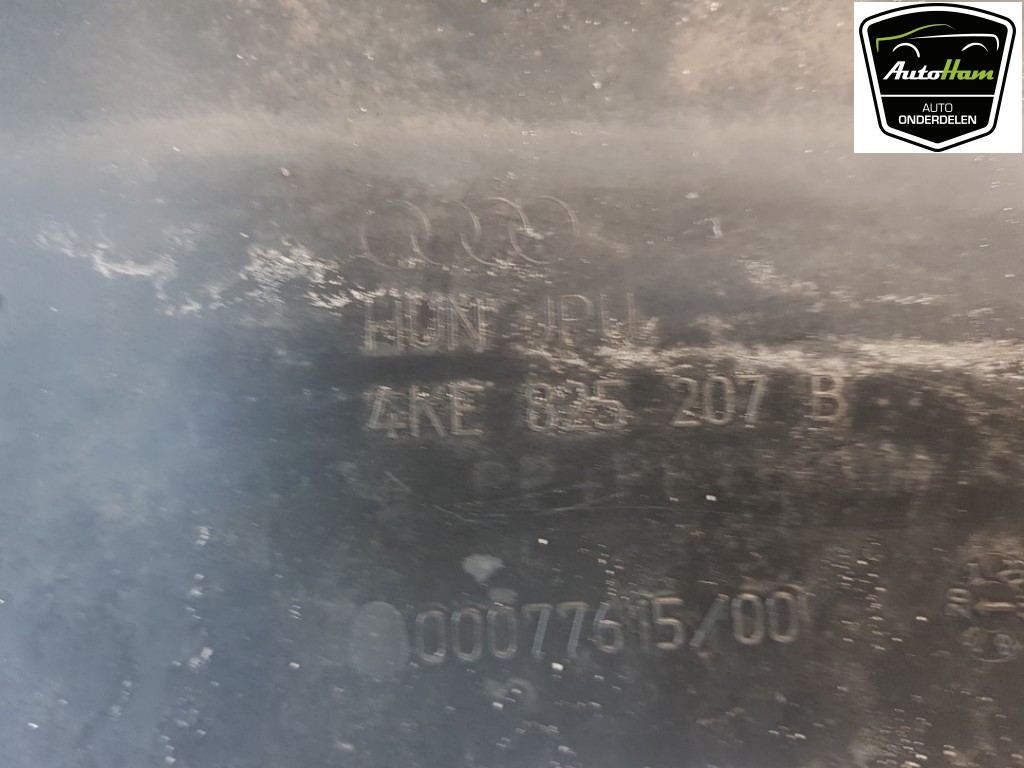 AutoHam
AUTO
ONDERDELEN
HUN JPU
4KE 825 207 B
00077615/00